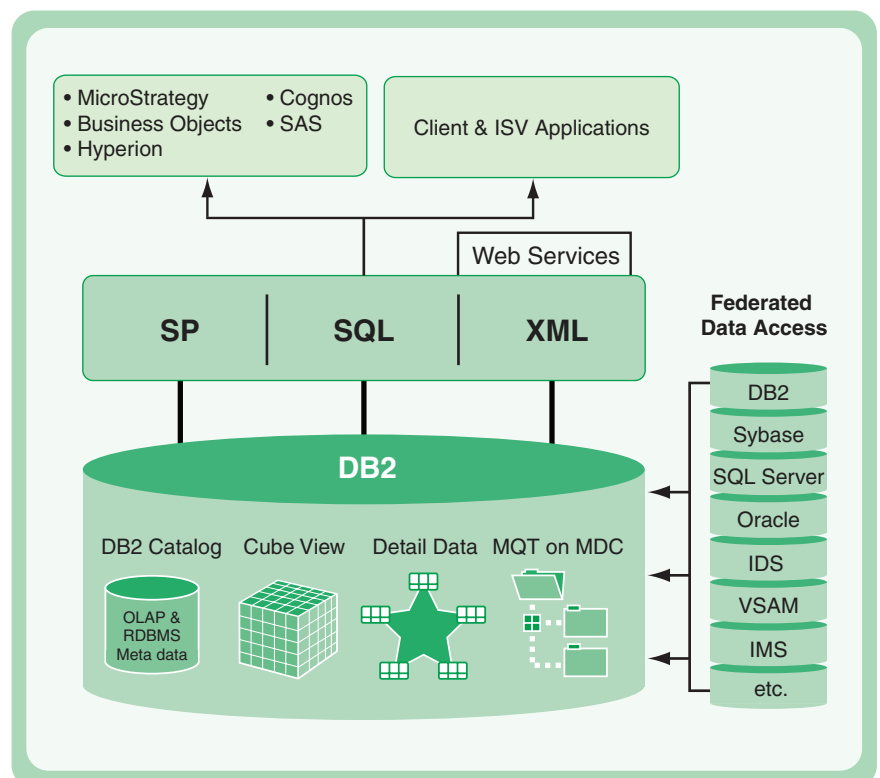 • MicroStrategy
• Business Objects
• Hyperion
• Cognos
• SAS
Client & ISV Applications
Web Services
SP
SQL
XML
Federated
Data Access
DB2
Sybase
SQL Server
Oracle
IDS
VSAM
IMS
etc.
DB2
DB2 Catalog
Cube View
Detail Data
MQT on MDC
OLAP &
RDBMS
Meta data